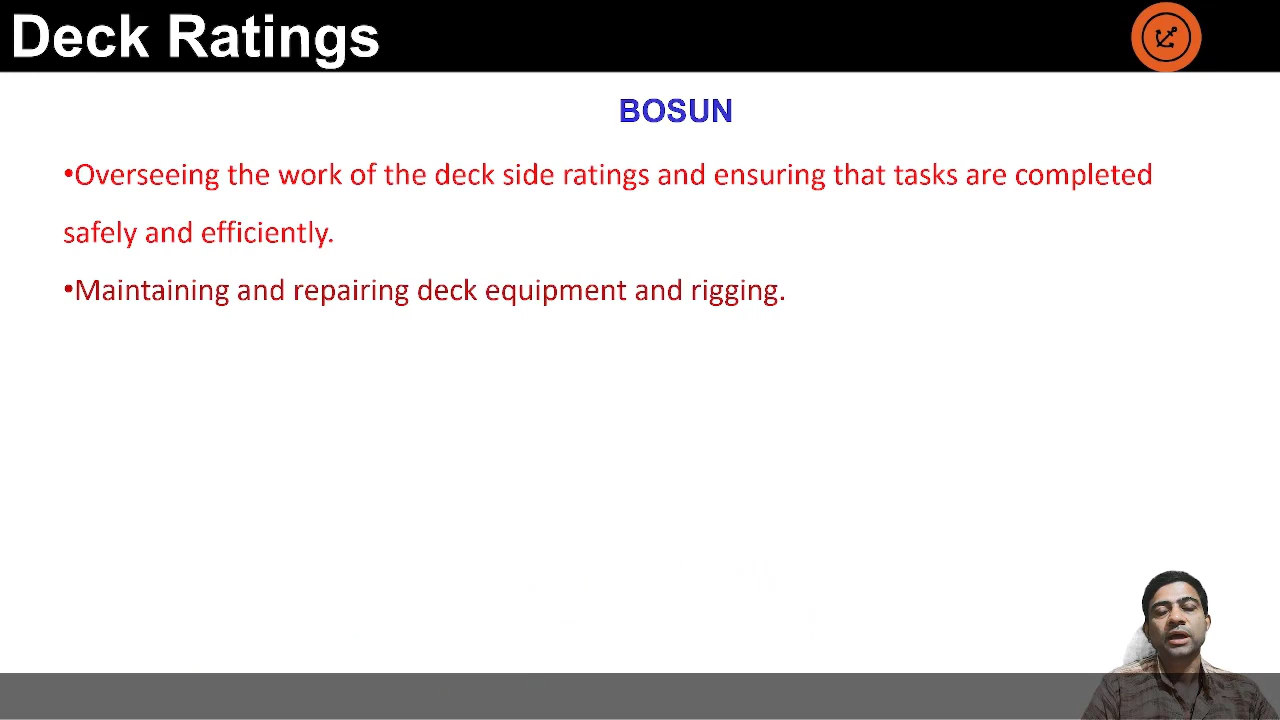 Deck Ratings
BOSUN
•Overseeing the work of the deck side ratings and ensuring that tasks are completed
safely and efficiently.
•Maintaining and repairing deck equipment and rigging.